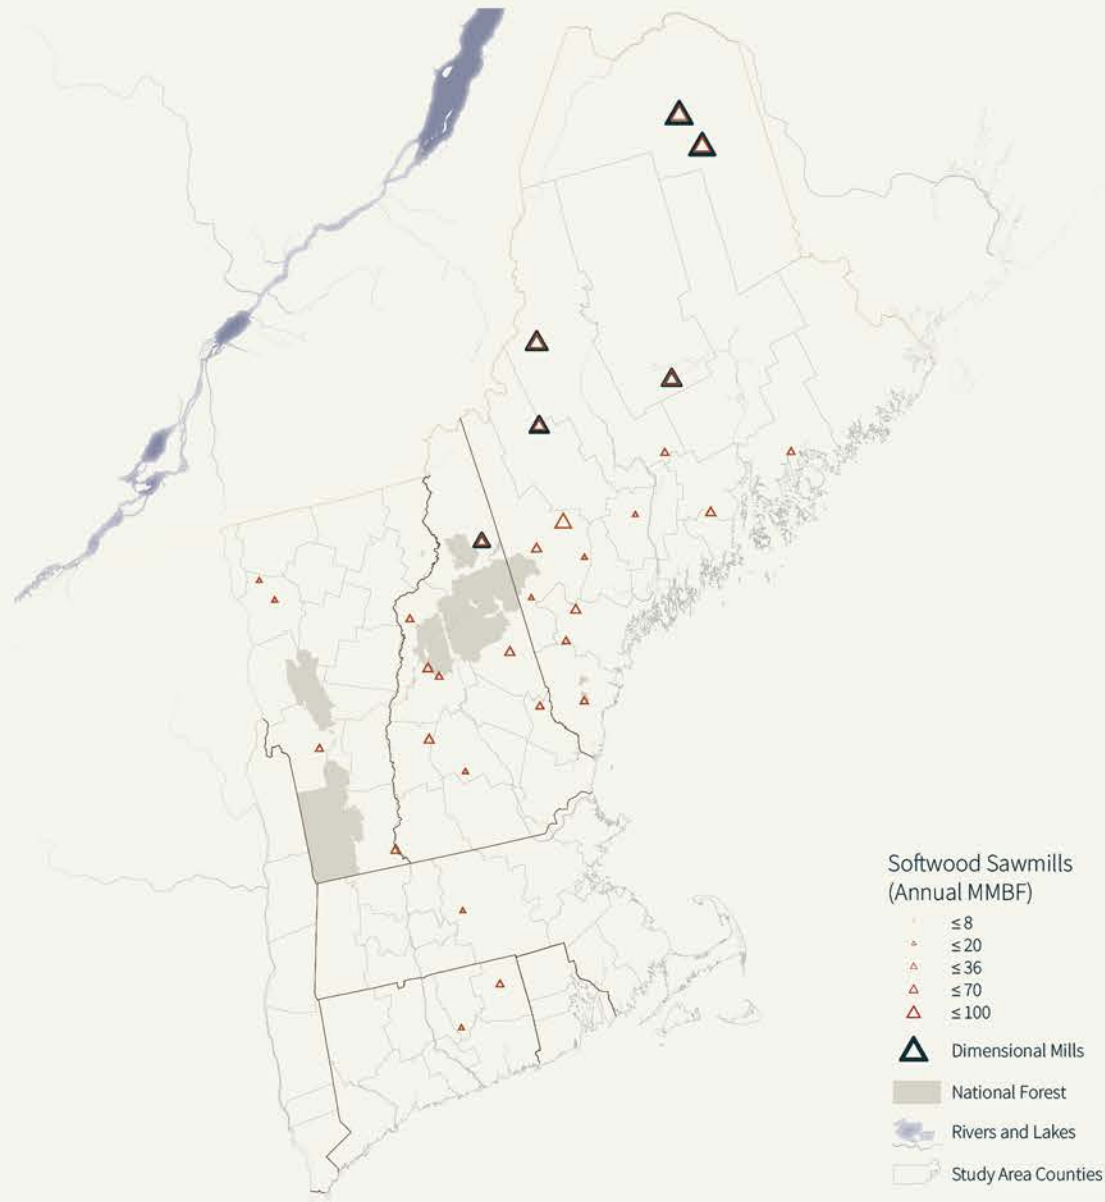 Softwood Sawmills
(Annual MMBF)
≤ 8
≤ 20
≤ 36
≤ 70
≤ 100
Dimensional Mills
National Forest
Rivers and Lakes
Study Area Counties